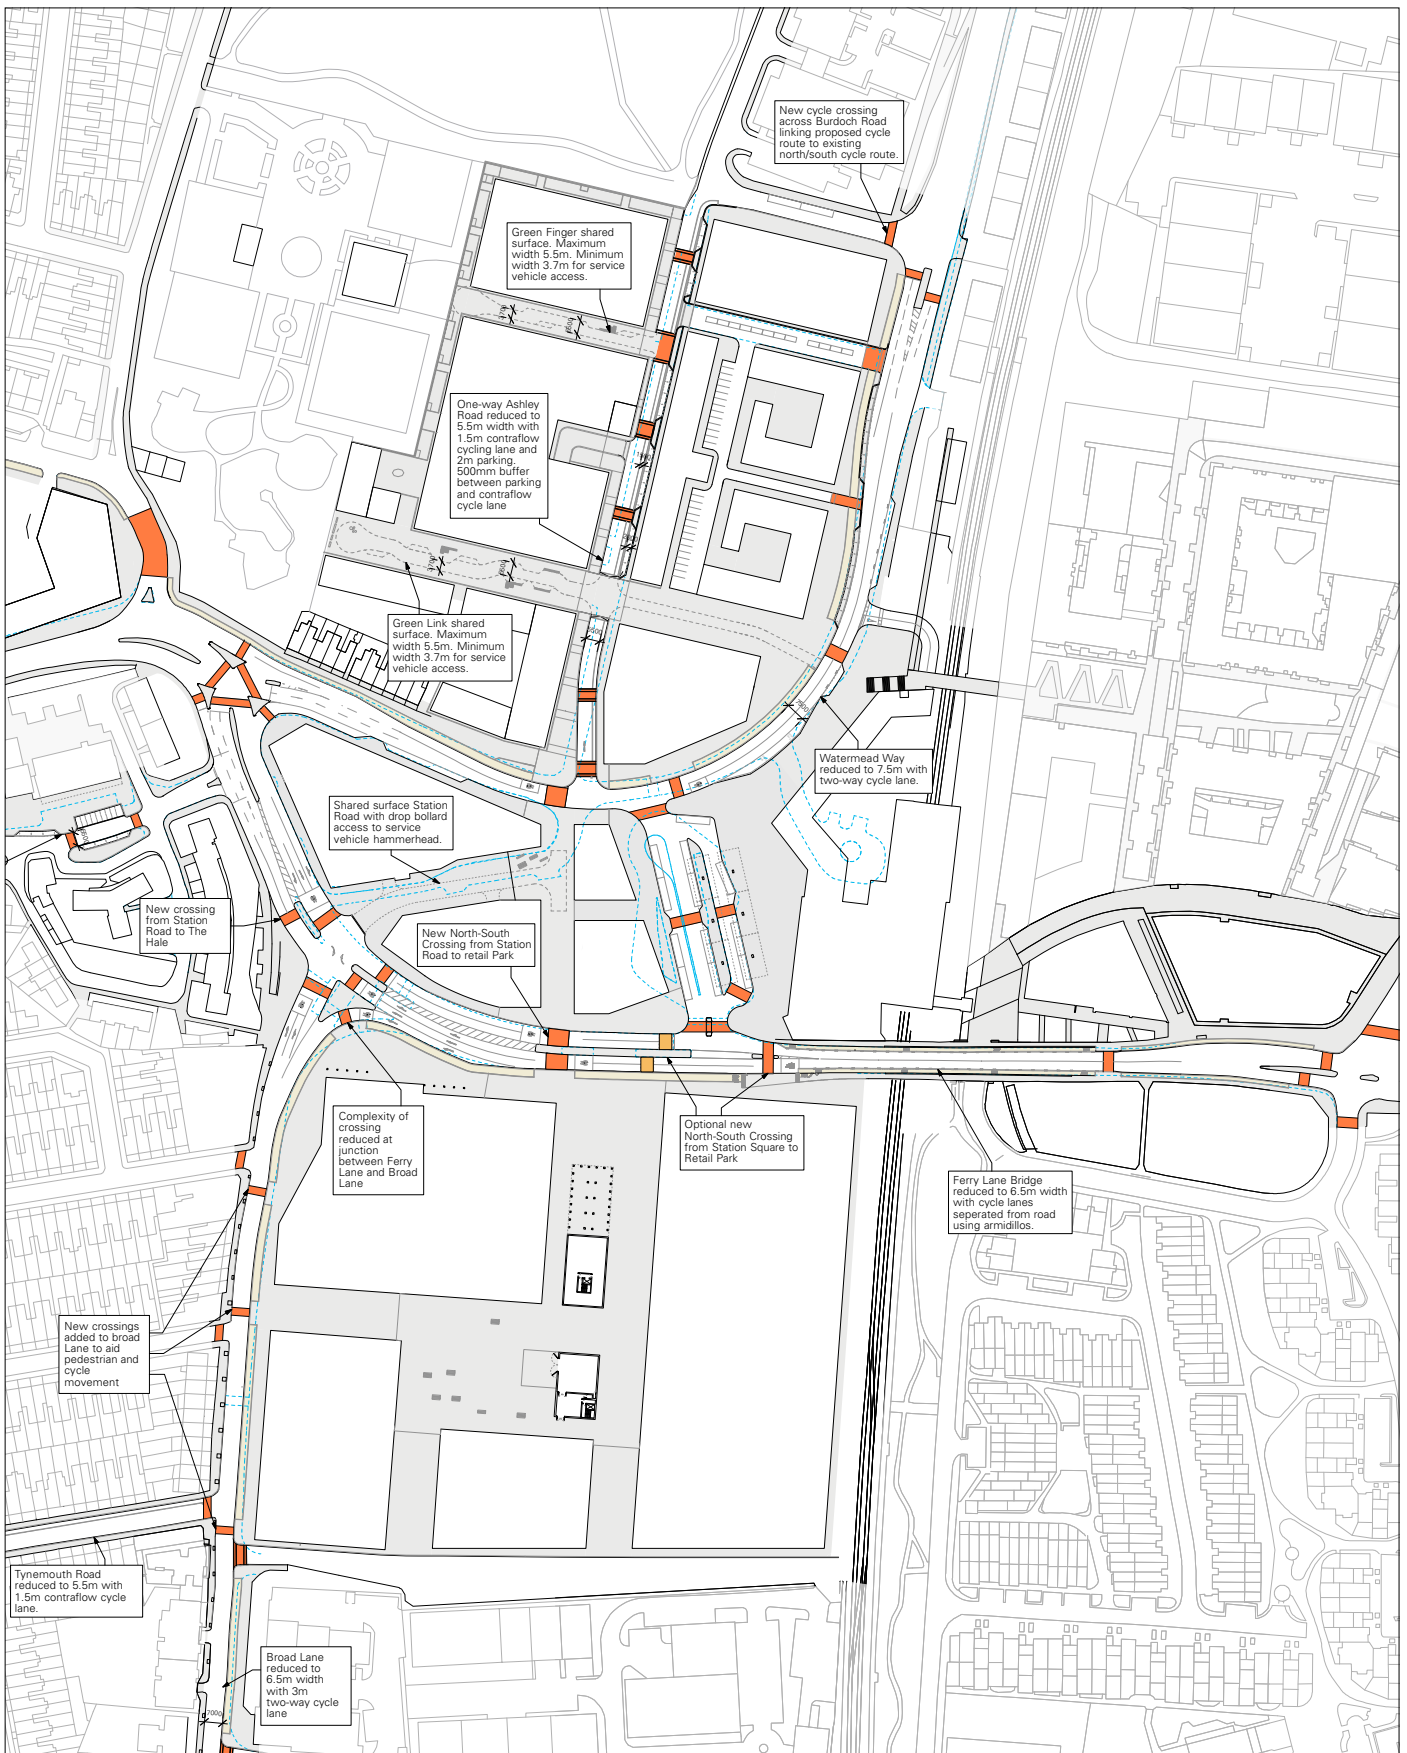 New cycle crossing
across Burdoch Road
linking proposed cycle
route to existing
north/south cycle route.
Green Finger shared
surface. Maximum
width 5.5m. Minimum
width 3.7m for service
vehicle access.
One-way Ashley
Road reduced to
5.5m width with
1.5m contraflow
cycling lane and
2m parking.
500mm buffer
between parking
and contraflow
cycle lane
Green Link shared
surface. Maximum
width 5.5m. Minimum
width 3.7m for service
vehicle access.
Watermead Way
reduced to 7.5m with
two-way cycle lane.
Shared surface Station
Road with drop bollard
access to service
vehicle hammerhead.
New crossing
from Station
Road to The
Hale
New North-South
Crossing from Station
Road to retail Park
Complexity of
crossing
reduced at
junction
between Ferry
Lane and Broad
Lane
Optional new
North-South Crossing
from Station Square to
Retail Park
Ferry Lane Bridge
reduced to 6.5m width
with cycle lanes
seperated from road
using armidillos.
New crossings
added to broad
Lane to aid
pedestrian and
cycle
movement
Tynemouth Road
reduced to 5.5m with
1.5m contraflow cycle
lane.
Broad Lane
reduced to
6.5m width
with 3m
two-way cycle
lane
7000